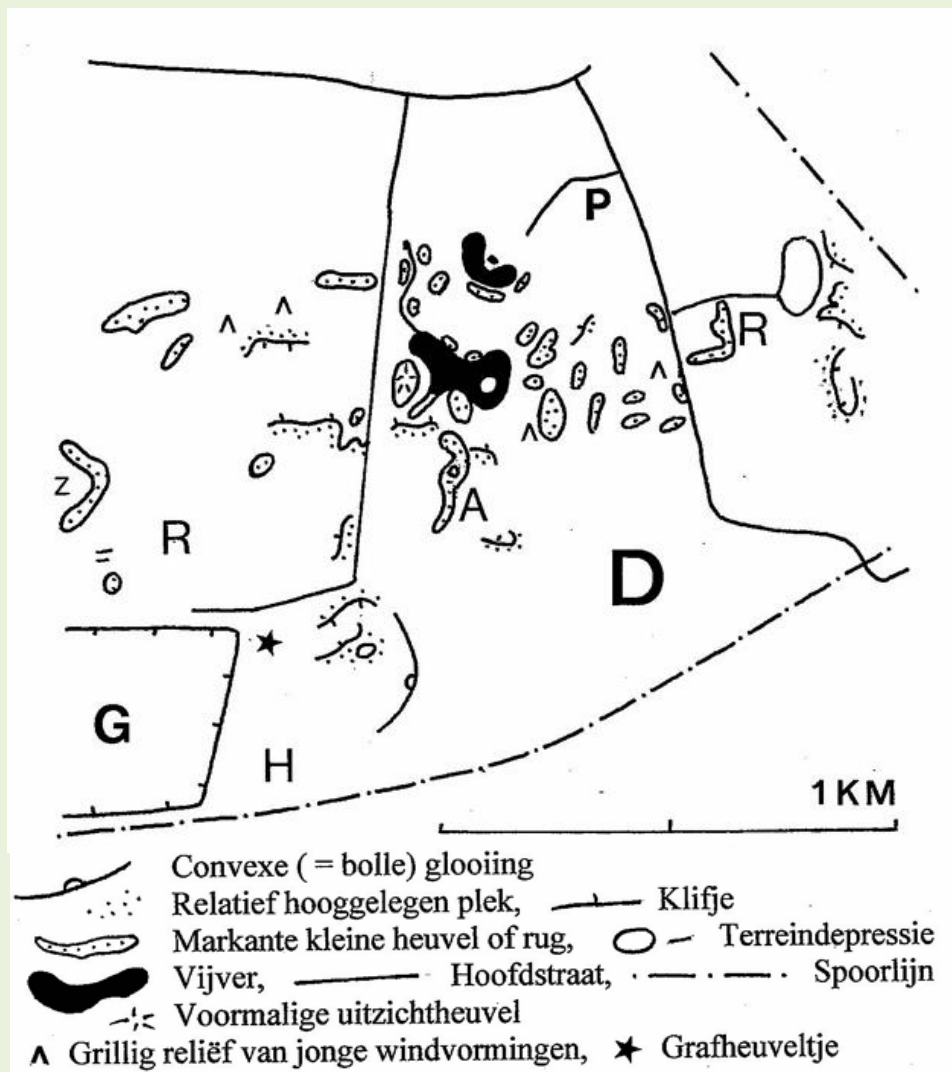 P
R
Z
R
A
D
G
H
1 KM
Convexe ( = bolle) glooiing
Relatief hooggelegen plek, Klifje
Markante kleine heuvel of rug, Terreindepressie
Vijver, Hoofdstraat, Spoorlijn
Voormalige uitzichtheuvel
Grillig reliëf van jonge windvormingen, Grafheuveltje